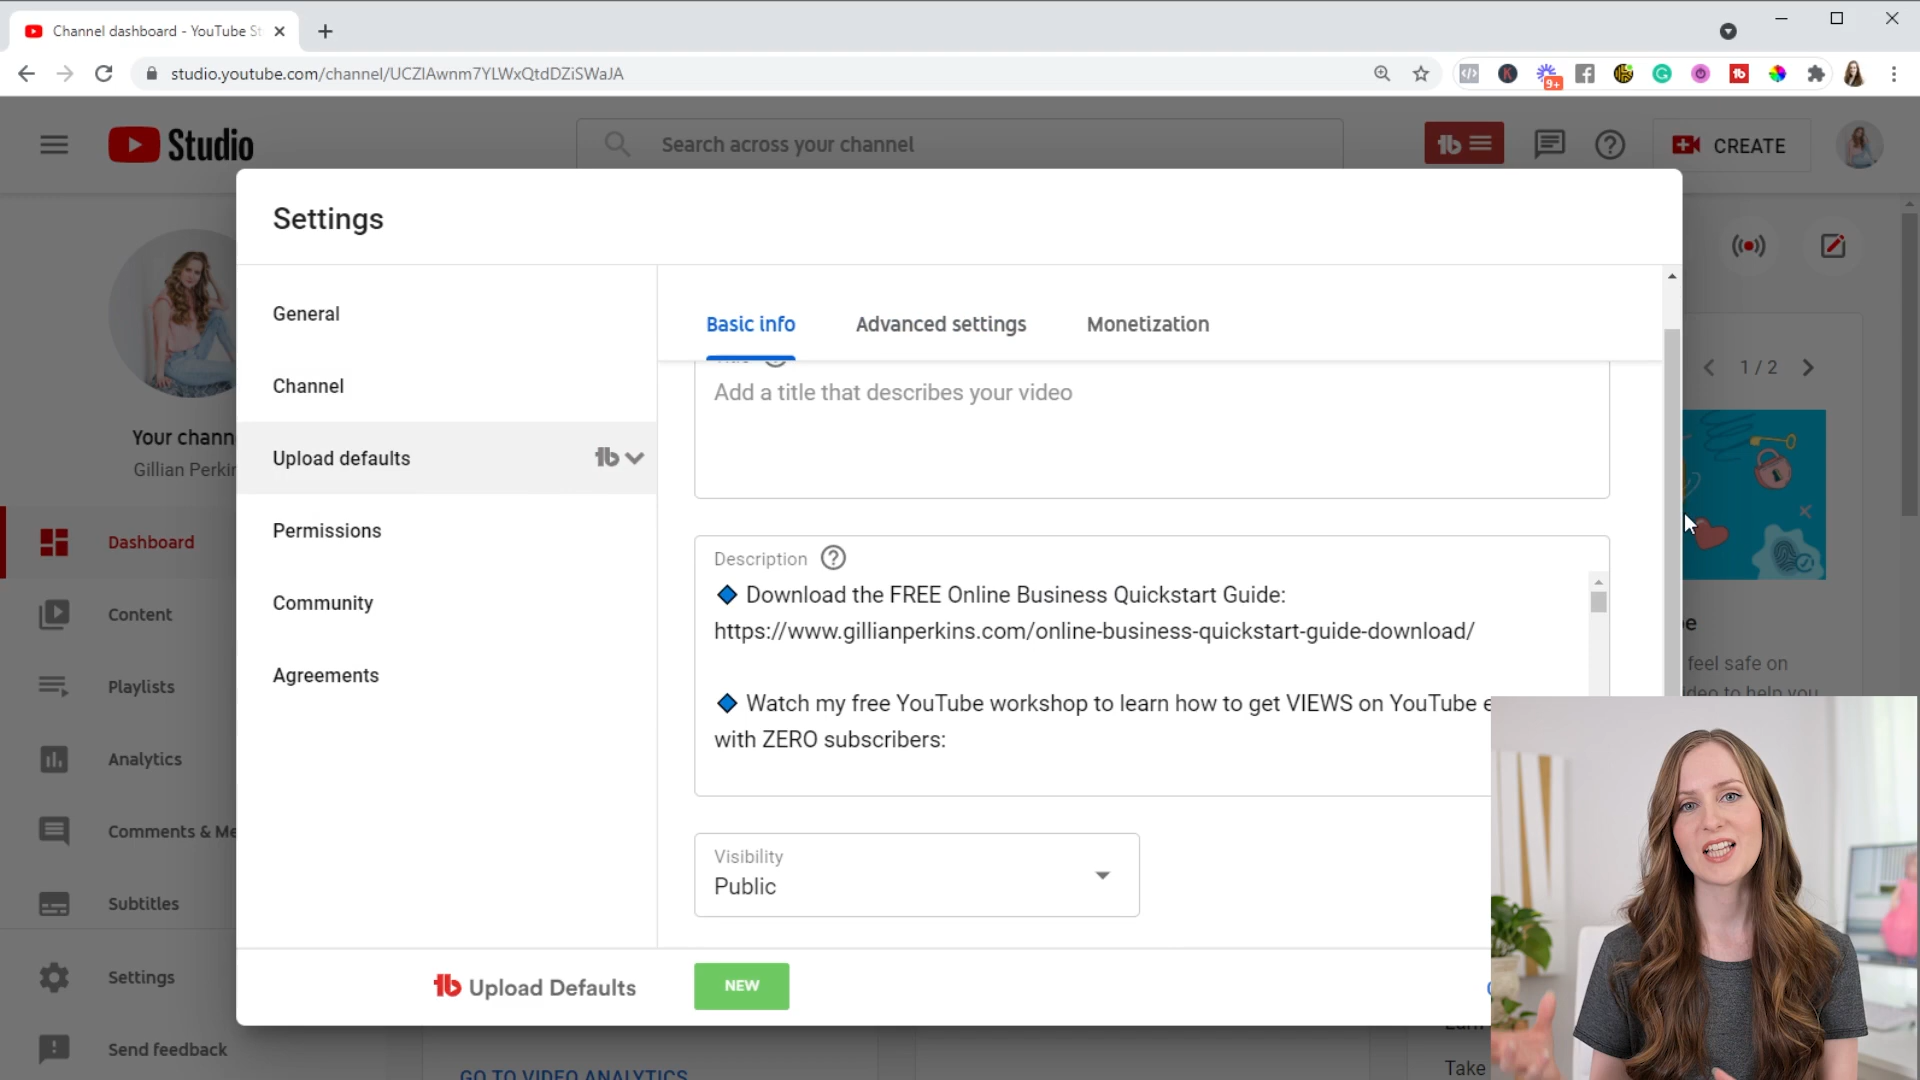 Channel dashboard - YouTube St
studio.youtube.com/channel/UCZIAwnm7YLWxQtdDZiSWaJA
9+
Studio
Search across your channel
CREATE
Settings
General
Channel
Upload defaults
Permissions
Community
Agreements
Basic info
Advanced settings
Monetization
Add a title that describes your video
Description
🔷 Download the FREE Online Business Quickstart Guide:
https://www.gillianperkins.com/online-business-quickstart-guide-download/
🔷 Watch my free YouTube workshop to learn how to get VIEWS on YouTube e
with ZERO subscribers:
Visibility
Public
tb Upload Defaults
NEW
Your chann
Gillian Perkin
Dashboard
Content
Playlists
Analytics
Comments & Me
Subtitles
Settings
Send feedback
1 / 2
feel safe on
GO TO VIDEO ANALYTICS
Take